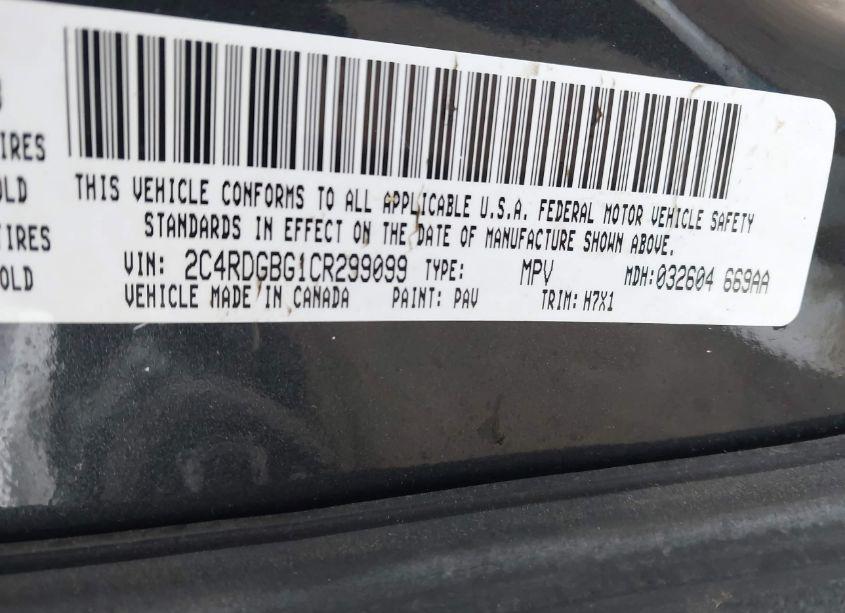 IRES
OLD
IRES
OLD
THIS VEHICLE CONFORMS TO ALL APPLICABLE U.S.A. FEDERAL MOTOR VEHICLE SAFETY
STANDARDS IN EFFECT ON THE DATE OF MANUFACTURE SHOWN ABOVE.
VIN: 2C4RDGBG1CR299099 TYPE: MPV MDH:032604 669AA
VEHICLE MADE IN CANADA PAINT: PAV TRIM: H7X1